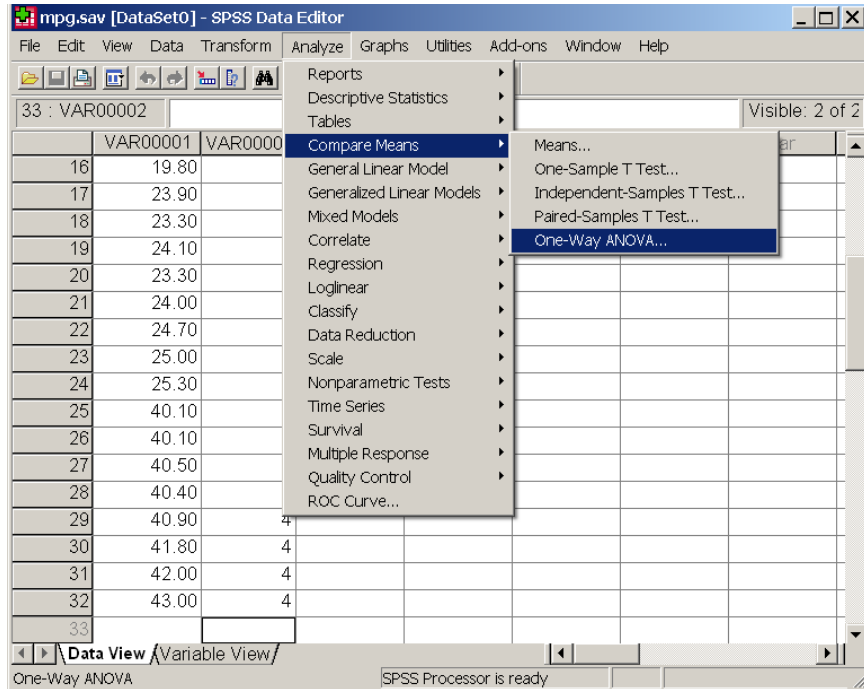 mpg.sav [DataSet0] - SPSS Data Editor
File Edit View Data Transform Analyze Graphs Utilities Add-ons Window Help
33 : VAR00002
Visible: 2 of 2
VAR00001 VAR0000
16 19.80
17 23.90
18 23.30
19 24.10
20 23.30
21 24.00
22 24.70
23 25.00
24 25.30
25 40.10
26 40.10
27 40.50
28 40.40
29 40.90 4
30 41.80 4
31 42.00 4
32 43.00 4
33
Reports
Descriptive Statistics
Tables
Compare Means
General Linear Model
Generalized Linear Models
Mixed Models
Correlate
Regression
Loglinear
Classify
Data Reduction
Scale
Nonparametric Tests
Time Series
Survival
Multiple Response
Quality Control
ROC Curve...
Means...
One-Sample T Test...
Independent-Samples T Test...
Paired-Samples T Test...
One-Way ANOVA...
Data View Variable View
One-Way ANOVA
SPSS Processor is ready